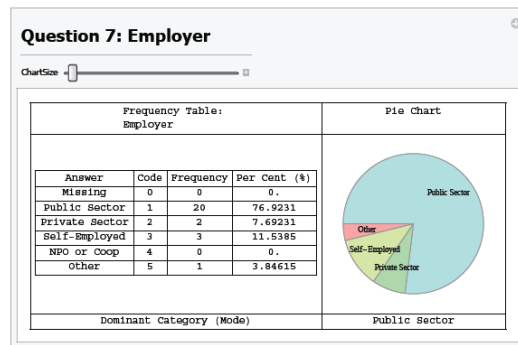 Question 7: Employer
ChartSize
Frequency Table:
Employer
Pie Chart
Answer Code Frequency Per Cent (%)
Missing 0 0 0.
Public Sector 1 20 76.9231
Private Sector 2 2 7.69231
Self-Employed 3 3 11.5385
NPO or Coop 4 0 0.
Other 5 1 3.84615
Public Sector
Other
Self-Employed
Private Sector
Dominant Category (Mode) Public Sector